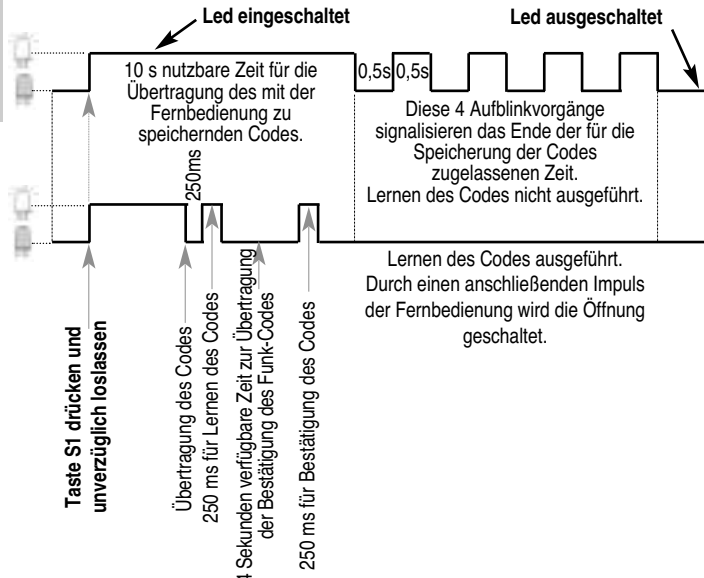 Led eingeschaltet
Led ausgeschaltet
10 s nutzbare Zeit für die
Übertragung des mit der
Fernbedienung zu
speichernden Codes.
0,5s 0,5s
Diese 4 Aufblinkvorgänge
signalisieren das Ende der für die
Speicherung der Codes
zugelassenen Zeit.
Lernen des Codes nicht ausgeführt.
250ms
Lernen des Codes ausgeführt.
Durch einen anschließenden Impuls
der Fernbedienung wird die Öffnung
geschaltet.
Taste S1 drücken und
unverzüglich loslassen
Übertragung des Codes
250 ms für Lernen des Codes
4 Sekunden verfügbare Zeit zur Übertragung
der Bestätigung des Funk-Codes
250 ms für Bestätigung des Codes